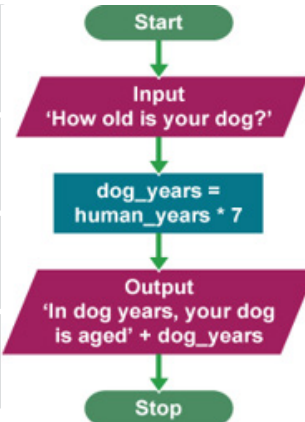 Start
Input
‘How old is your dog?’
dog_years =
human_years * 7
Output
‘In dog years, your dog
is aged’ + dog_years
Stop